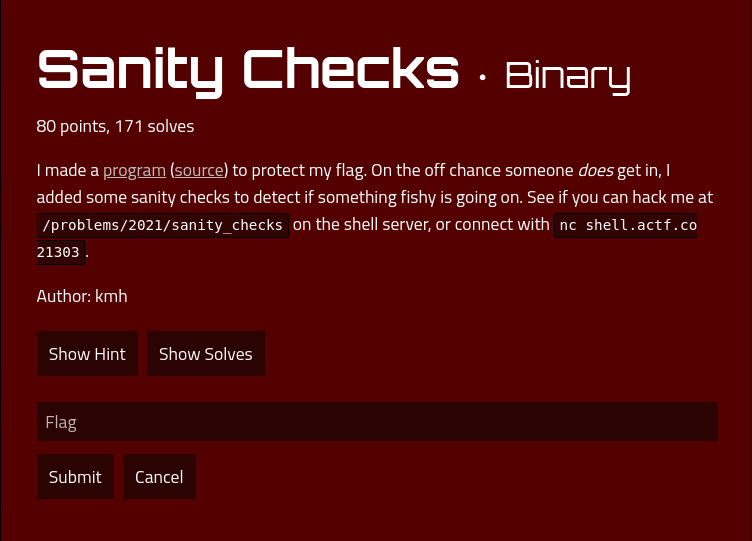 Sanity Checks · Binary
80 points, 171 solves
I made a program (source) to protect my flag. On the off chance someone does get in, I
added some sanity checks to detect if something fishy is going on. See if you can hack me at
/problems/2021/sanity_checks on the shell server, or connect with nc shell.actf.co
21303.
Author: kmh
Show Hint Show Solves
Flag
Submit Cancel